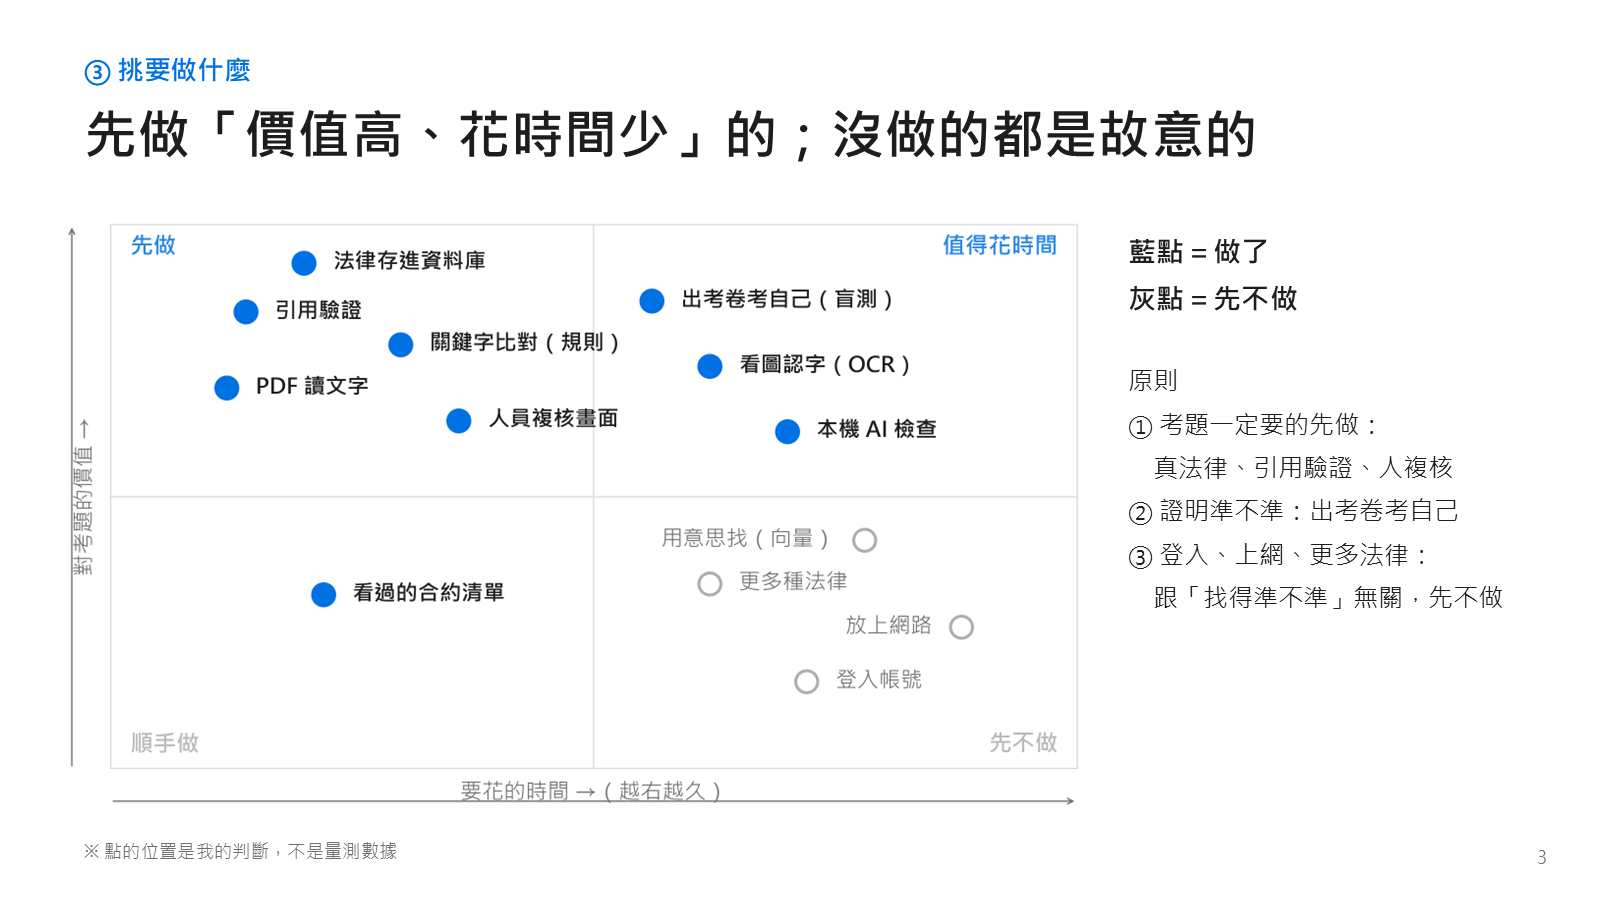 ③ 挑要做什麼
先做「價值高、花時間少」的；沒做的都是故意的
先做
值得花時間
法律存進資料庫
引用驗證
關鍵字比對（規則）
PDF 讀文字
人員複核畫面
出考卷考自己（盲測）
看圖認字（OCR）
本機 AI 檢查
對考題的價值 →
看過的合約清單
用意思找（向量）
更多種法律
放上網路
登入帳號
順手做
先不做
要花的時間 →（越右越久）
藍點 = 做了
灰點 = 先不做
原則
① 考題一定要的先做：
真法律、引用驗證、人複核
② 證明準不準：出考卷考自己
③ 登入、上網、更多法律：
跟「找得準不準」無關，先不做
※ 點的位置是我的判斷，不是量測數據
3